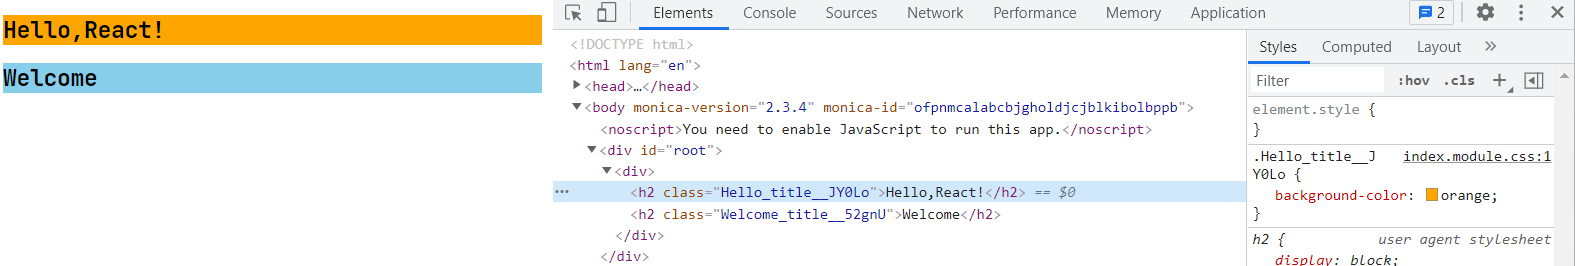 Hello,React!
Welcome
Elements Console Sources Network Performance Memory Application 2
<!DOCTYPE html>
<html lang="en">
<head>…</head>
<body monica-version="2.3.4" monica-id="ofpnmcalabcbjgholdjcjblkibolbppb">
<noscript>You need to enable JavaScript to run this app.</noscript>
<div id="root">
<div>
<h2 class="Hello_title__JY0Lo">Hello,React!</h2> == $0
<h2 class="Welcome_title__52gnU">Welcome</h2>
</div>
</div>
Styles Computed Layout
Filter :hov .cls
element.style {
}
.Hello_title__J index.module.css:1
Y0Lo {
background-color: orange;
}
h2 { user agent stylesheet
display: block;